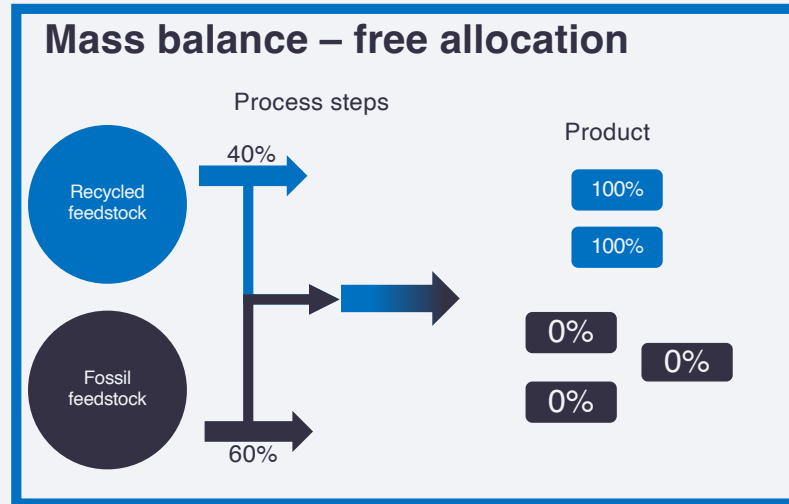 Mass balance – free allocation
Process steps
Product
40%
Recycled
feedstock
100%
100%
Fossil
feedstock
60%
0%
0%
0%